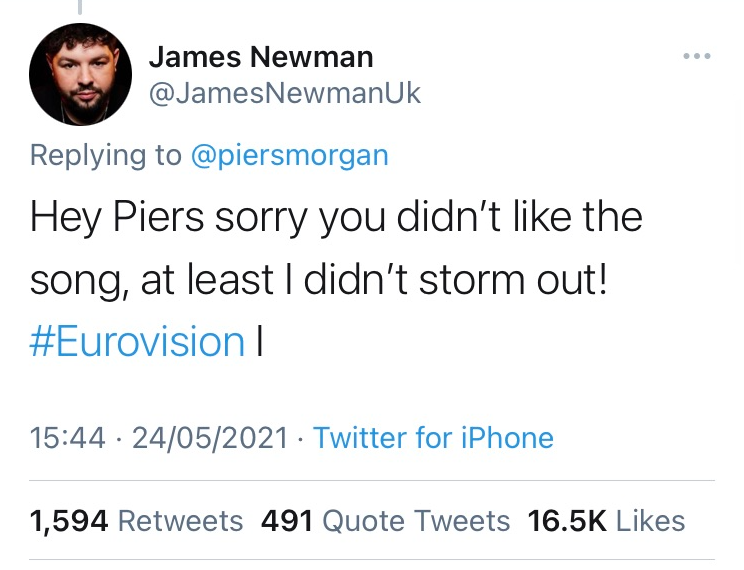 James Newman
@JamesNewmanUk
Replying to @piersmorgan
Hey Piers sorry you didn’t like the
song, at least I didn’t storm out!
#Eurovision I
15:44 · 24/05/2021 · Twitter for iPhone
1,594 Retweets 491 Quote Tweets 16.5K Likes